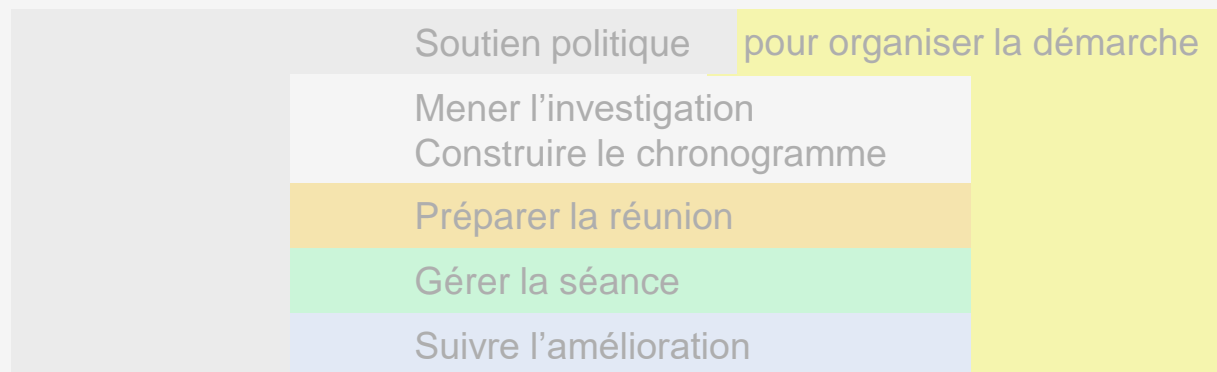 Soutien politique pour organiser la démarche
Mener l’investigation
Construire le chronogramme
Préparer la réunion
Gérer la séance
Suivre l’amélioration